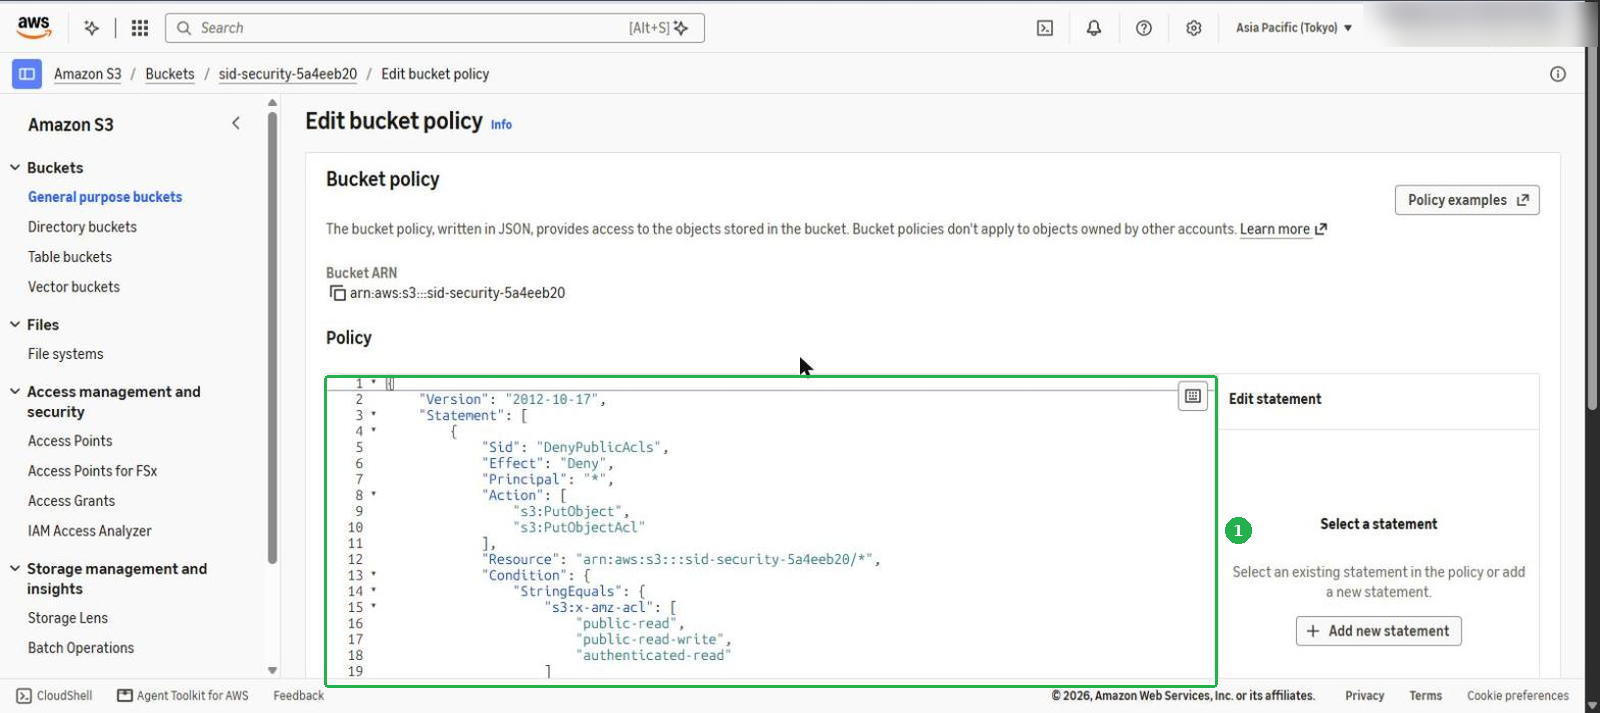 aws
Search
[Alt+S]
Asia Pacific (Tokyo)
Amazon S3 / Buckets / sid-security-5a4eeb20 / Edit bucket policy
Amazon S3
Buckets
General purpose buckets
Directory buckets
Table buckets
Vector buckets
Files
File systems
Access management and
security
Access Points
Access Points for FSx
Access Grants
IAM Access Analyzer
Storage management and
insights
Storage Lens
Batch Operations
Edit bucket policy Info
Bucket policy
Policy examples
The bucket policy, written in JSON, provides access to the objects stored in the bucket. Bucket policies don't apply to objects owned by other accounts. Learn more
Bucket ARN
arn:aws:s3:::sid-security-5a4eeb20
Policy
1 {
2 "Version": "2012-10-17",
3 "Statement": [
4 {
5 "Sid": "DenyPublicAcls",
6 "Effect": "Deny",
7 "Principal": "*",
8 "Action": [
9 "s3:PutObject",
10 "s3:PutObjectAcl"
11 ],
12 "Resource": "arn:aws:s3:::sid-security-5a4eeb20/*",
13 "Condition": {
14 "StringEquals": {
15 "s3:x-amz-acl": [
16 "public-read",
17 "public-read-write",
18 "authenticated-read"
19 ]
1
Edit statement
Select a statement
Select an existing statement in the policy or add
a new statement.
+ Add new statement
CloudShell
Agent Toolkit for AWS
Feedback
© 2026, Amazon Web Services, Inc. or its affiliates.
Privacy
Terms
Cookie preferences